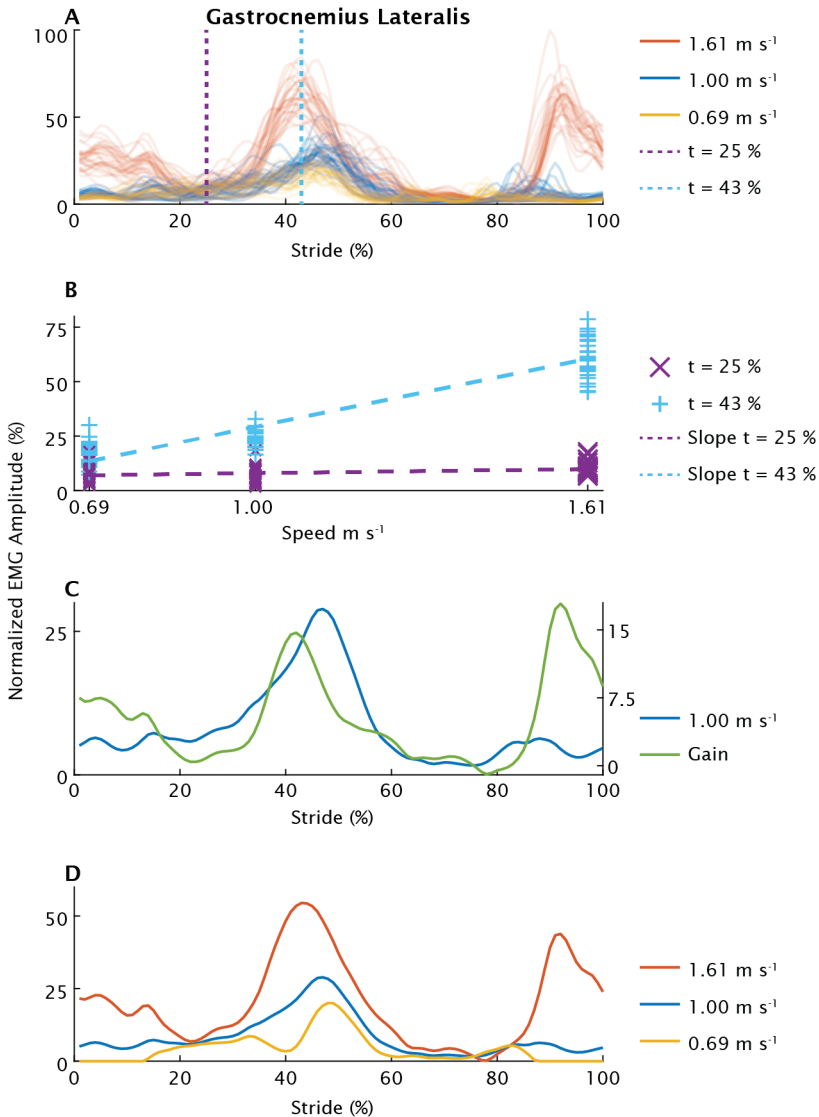 A
Gastrocnemius Lateralis
100
50
0
0 20 40 60 80 100
Stride (%)
1.61 m s-1
1.00 m s-1
0.69 m s-1
t = 25 %
t = 43 %
B
75
50
25
0
0.69 1.00 1.61
Speed m s-1
t = 25 %
t = 43 %
Slope t = 25 %
Slope t = 43 %
Normalized EMG Amplitude (%)
C
25
0
15
7.5
0
0 20 40 60 80 100
Stride (%)
1.00 m s-1
Gain
D
50
25
0
0 20 40 60 80 100
Stride (%)
1.61 m s-1
1.00 m s-1
0.69 m s-1